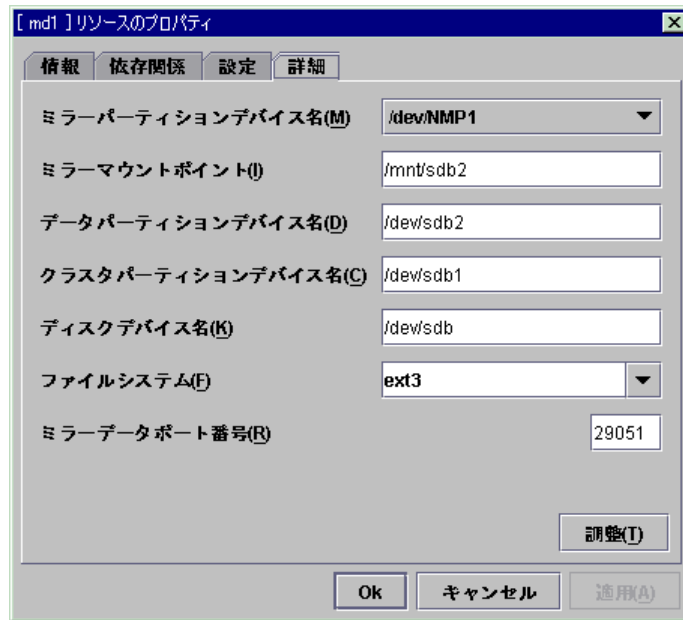 [ md1 ]リソースのプロパティ
情報 依存関係 設定 詳細
ミラーパーティションデバイス名(M) /dev/NMP1
ミラーマウントポイント(I) /mnt/sdb2
データパーティションデバイス名(D) /dev/sdb2
クラスタパーティションデバイス名(C) /dev/sdb1
ディスクデバイス名(K) /dev/sdb
ファイルシステム(F) ext3
ミラーデータポート番号(R) 29051
調整(T)
Ok キャンセル 適用(A)